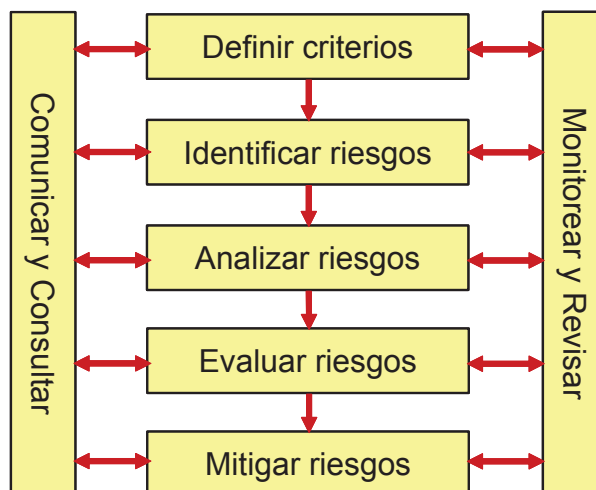 Definir criterios
Identificar riesgos
Analizar riesgos
Evaluar riesgos
Mitigar riesgos
Comunicar y Consultar
Monitorear y Revisar